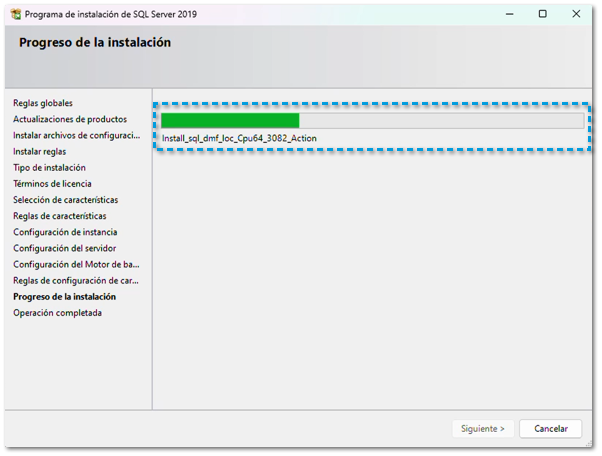 Programa de instalación de SQL Server 2019
Progreso de la instalación
Reglas globales
Actualizaciones de productos
Instalar archivos de configuraci...
Instalar reglas
Tipo de instalación
Términos de licencia
Selección de características
Reglas de características
Configuración de instancia
Configuración del servidor
Configuración del Motor de ba...
Reglas de configuración de car...
Progreso de la instalación
Operación completada
Install_sql_dmf_loc_Cpu64_3082_Action
Siguiente >
Cancelar